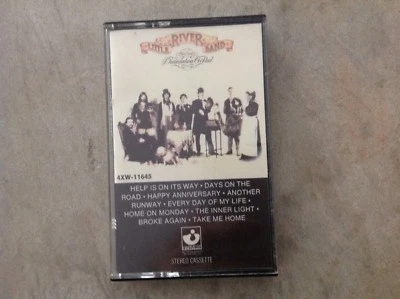 LITTLE RIVER BAND
Diamantina Cocktail
4XW-11645
HELP IS ON ITS WAY • DAYS ON THE
ROAD • HAPPY ANNIVERSARY • ANOTHER
RUNWAY • EVERY DAY OF MY LIFE •
HOME ON MONDAY • THE INNER LIGHT •
BROKE AGAIN • TAKE ME HOME
STEREO CASSETTE